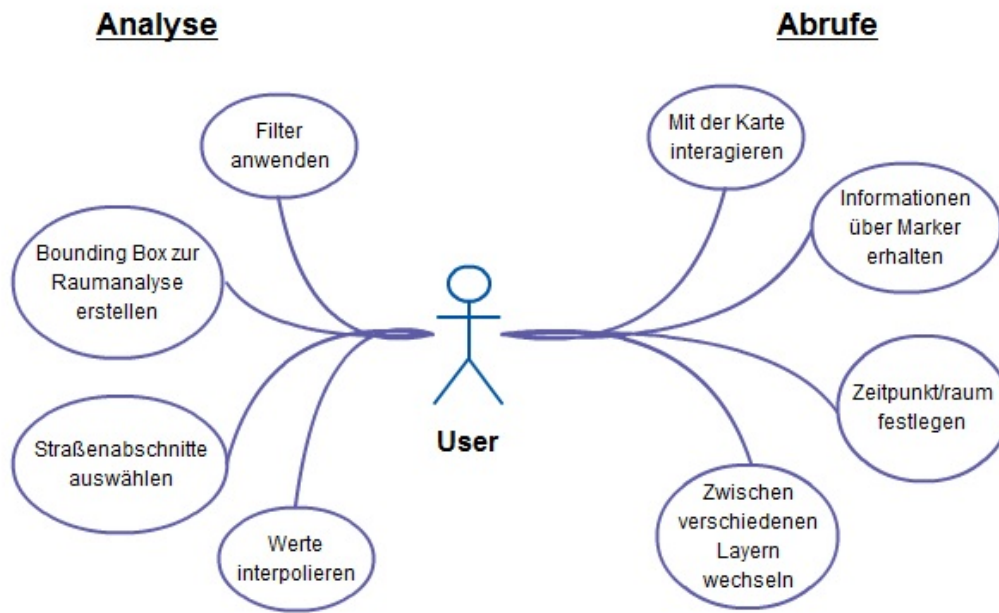 Analyse
Abrufe
Filter
anwenden
Bounding Box zur
Raumanalyse
erstellen
Straßenabschnitte
auswählen
Werte
interpolieren
User
Mit der Karte
interagieren
Informationen
über Marker
erhalten
Zeitpunkt/raum
festlegen
Zwischen
verschiedenen
Layern
wechseln